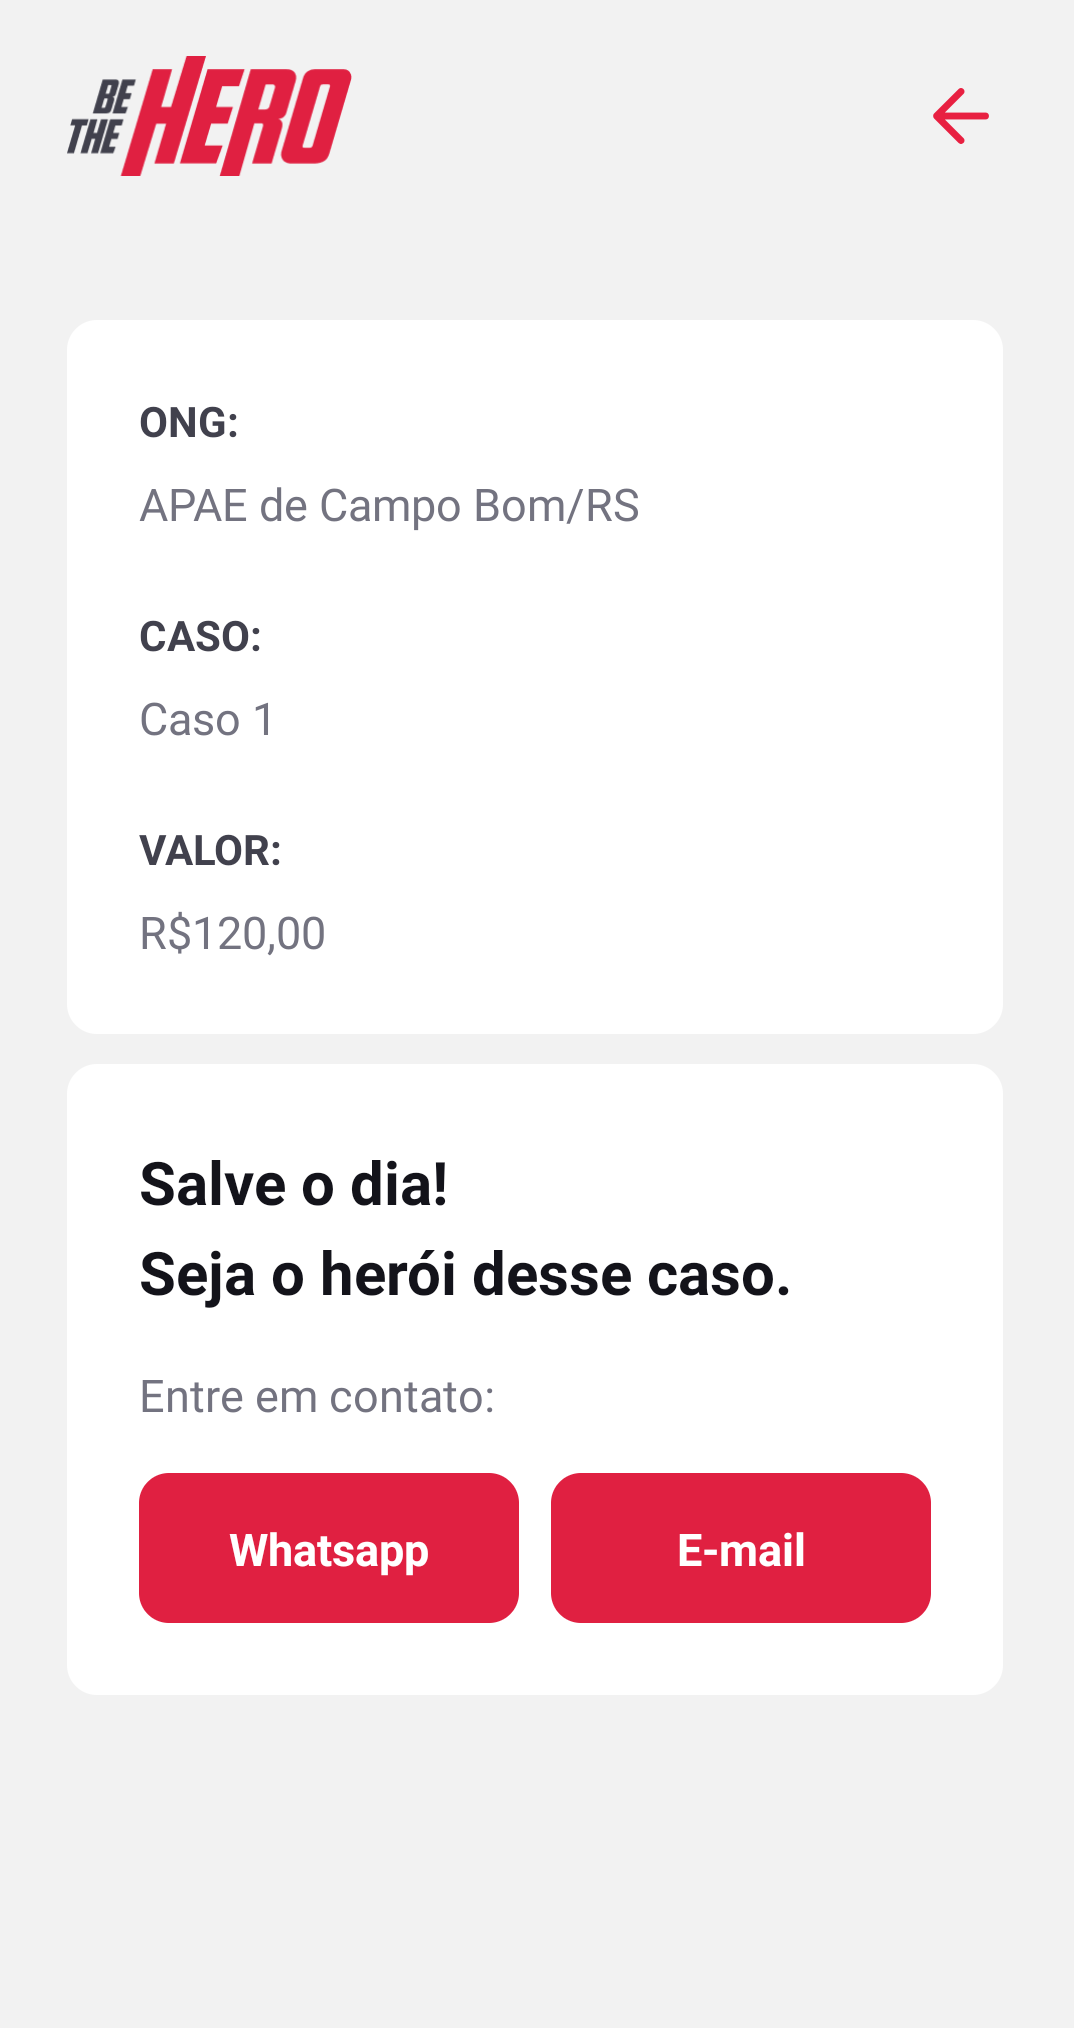 BE THE HERO
ONG:
APAE de Campo Bom/RS
CASO:
Caso 1
VALOR:
R$120,00
Salve o dia!
Seja o herói desse caso.
Entre em contato:
Whatsapp
E-mail